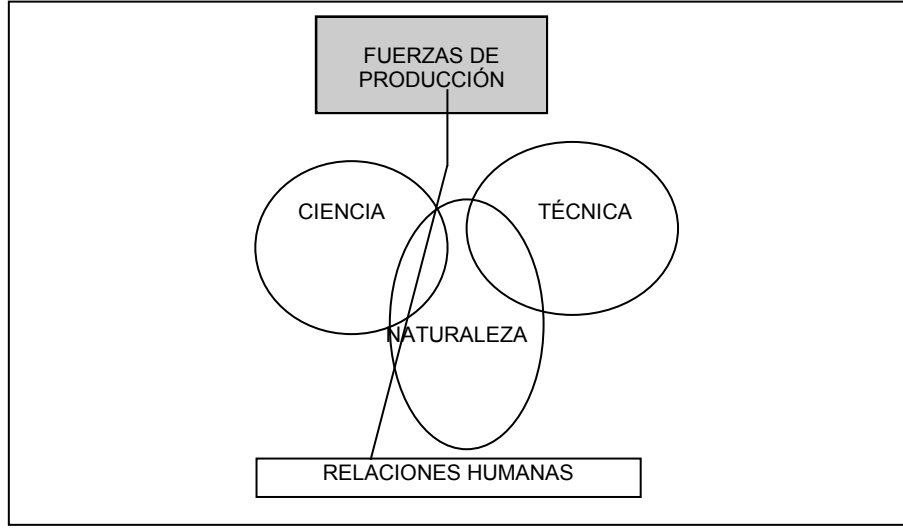 FUERZAS DE
PRODUCCIÓN
CIENCIA
TÉCNICA
NATURALEZA
RELACIONES HUMANAS